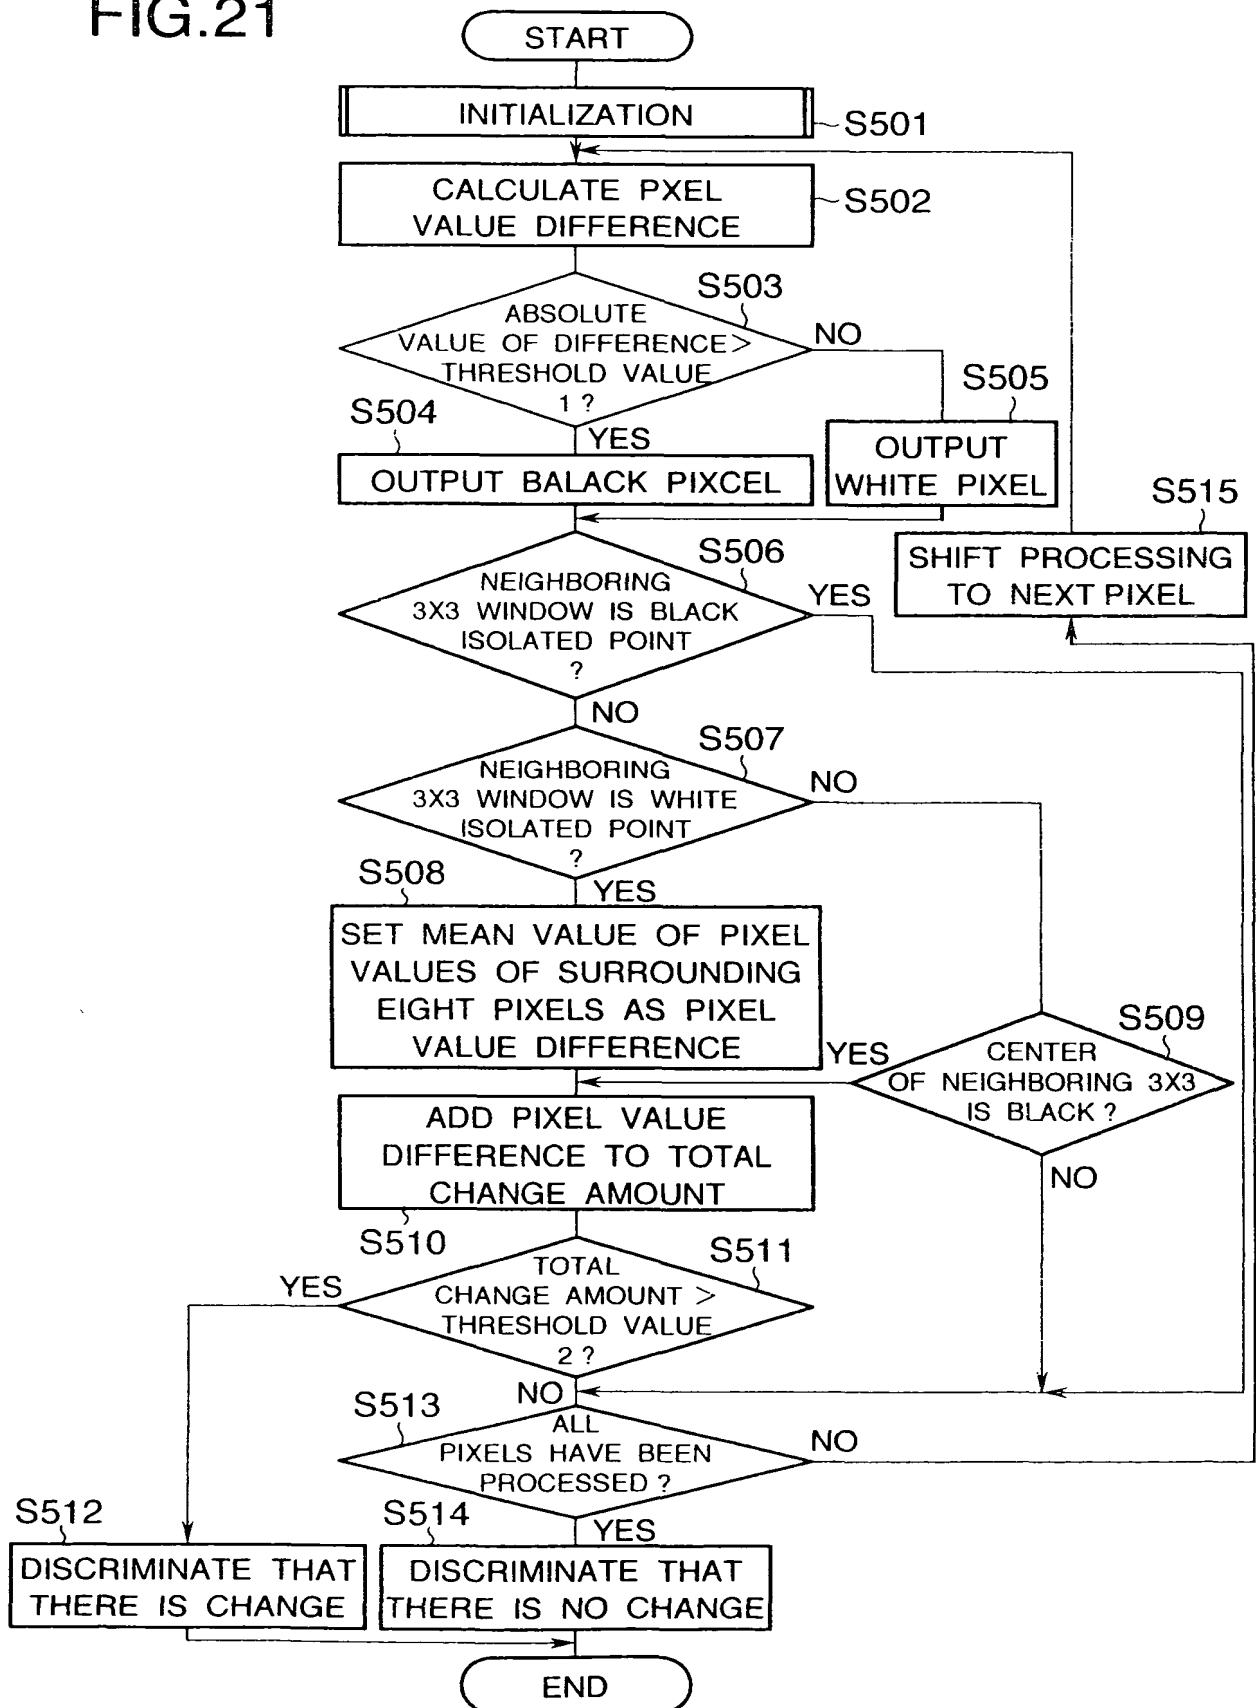 FIG.21
START
INITIALIZATION
S501
CALCULATE PXEL
VALUE DIFFERENCE
S502
S503
ABSOLUTE
VALUE OF DIFFERENCE>
THRESHOLD VALUE
1 ?
NO
YES
S504
OUTPUT BALACK PIXCEL
S505
OUTPUT
WHITE PIXEL
S515
SHIFT PROCESSING
TO NEXT PIXEL
S506
NEIGHBORING
3X3 WINDOW IS BLACK
ISOLATED POINT
?
YES
NO
S507
NEIGHBORING
3X3 WINDOW IS WHITE
ISOLATED POINT
?
NO
YES
S508
SET MEAN VALUE OF PIXEL
VALUES OF SURROUNDING
EIGHT PIXELS AS PIXEL
VALUE DIFFERENCE
S509
CENTER
OF NEIGHBORING 3X3
IS BLACK ?
YES
NO
ADD PIXEL VALUE
DIFFERENCE TO TOTAL
CHANGE AMOUNT
S510
S511
TOTAL
CHANGE AMOUNT >
THRESHOLD VALUE
2 ?
YES
NO
S513
ALL
PIXELS HAVE BEEN
PROCESSED ?
NO
YES
S512
DISCRIMINATE THAT
THERE IS CHANGE
S514
DISCRIMINATE THAT
THERE IS NO CHANGE
END